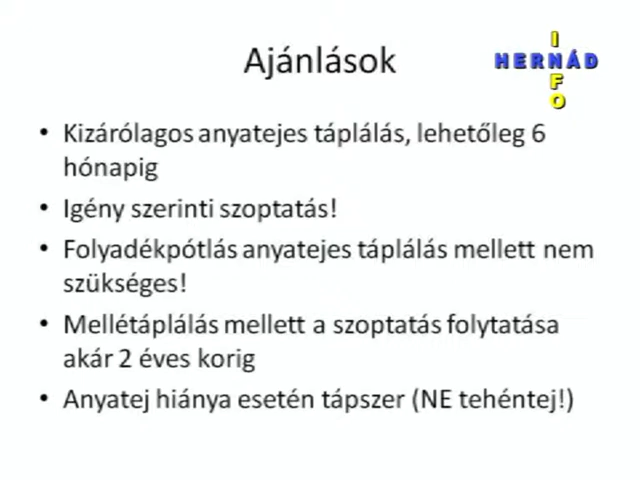 Ajánlások
HERNÁD
INFO
• Kizárólagos anyatejes táplálás, lehetőleg 6
hónapig
• Igény szerinti szoptatás!
• Folyadékpótlás anyatejes táplálás mellett nem
szükséges!
• Mellétáplálás mellett a szoptatás folytatása
akár 2 éves korig
• Anyatej hiánya esetén tápszer (NE tehéntej!)